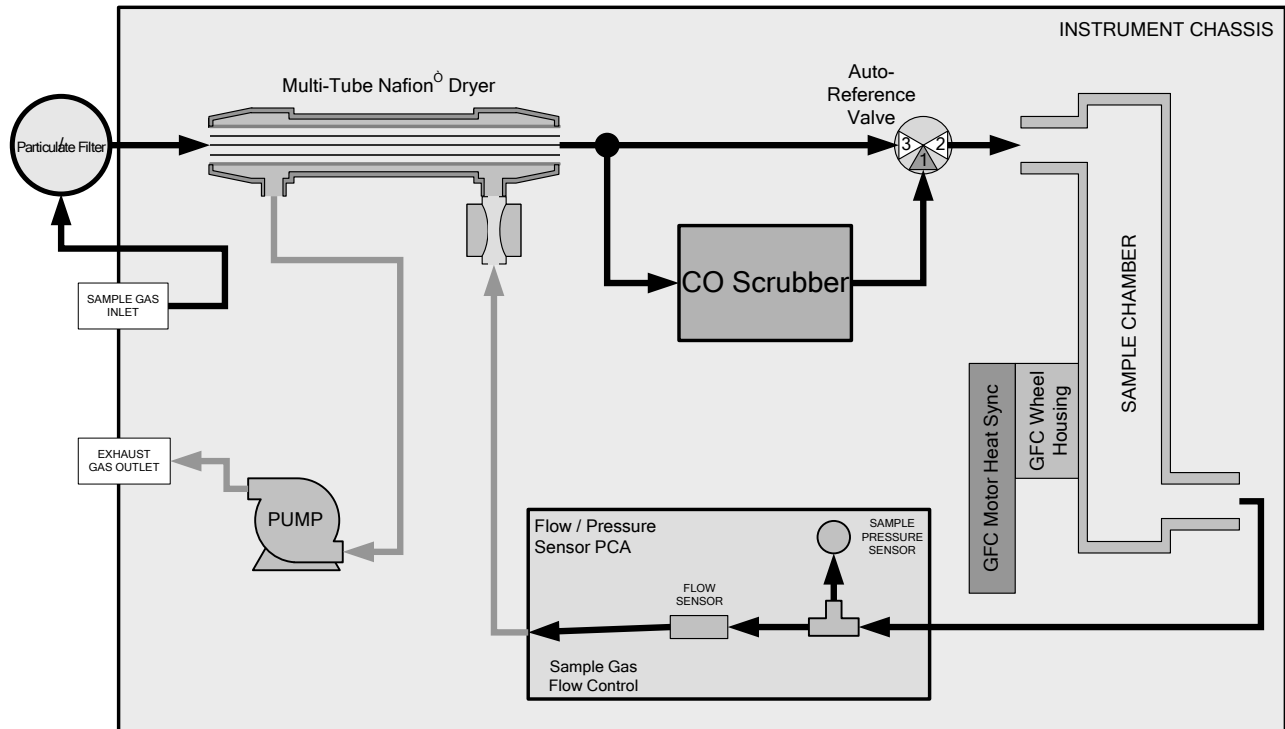 INSTRUMENT CHASSIS
Multi-Tube Nafion Ò Dryer
Auto-
Reference
Valve
Particulate Filter
3
2
1
CO Scrubber
SAMPLE GAS
INLET
SAMPLE CHAMBER
GFC Motor Heat Sync
GFC Wheel
Housing
EXHAUST
GAS OUTLET
PUMP
Flow / Pressure
Sensor PCA
SAMPLE
PRESSURE
SENSOR
FLOW
SENSOR
Sample Gas
Flow Control